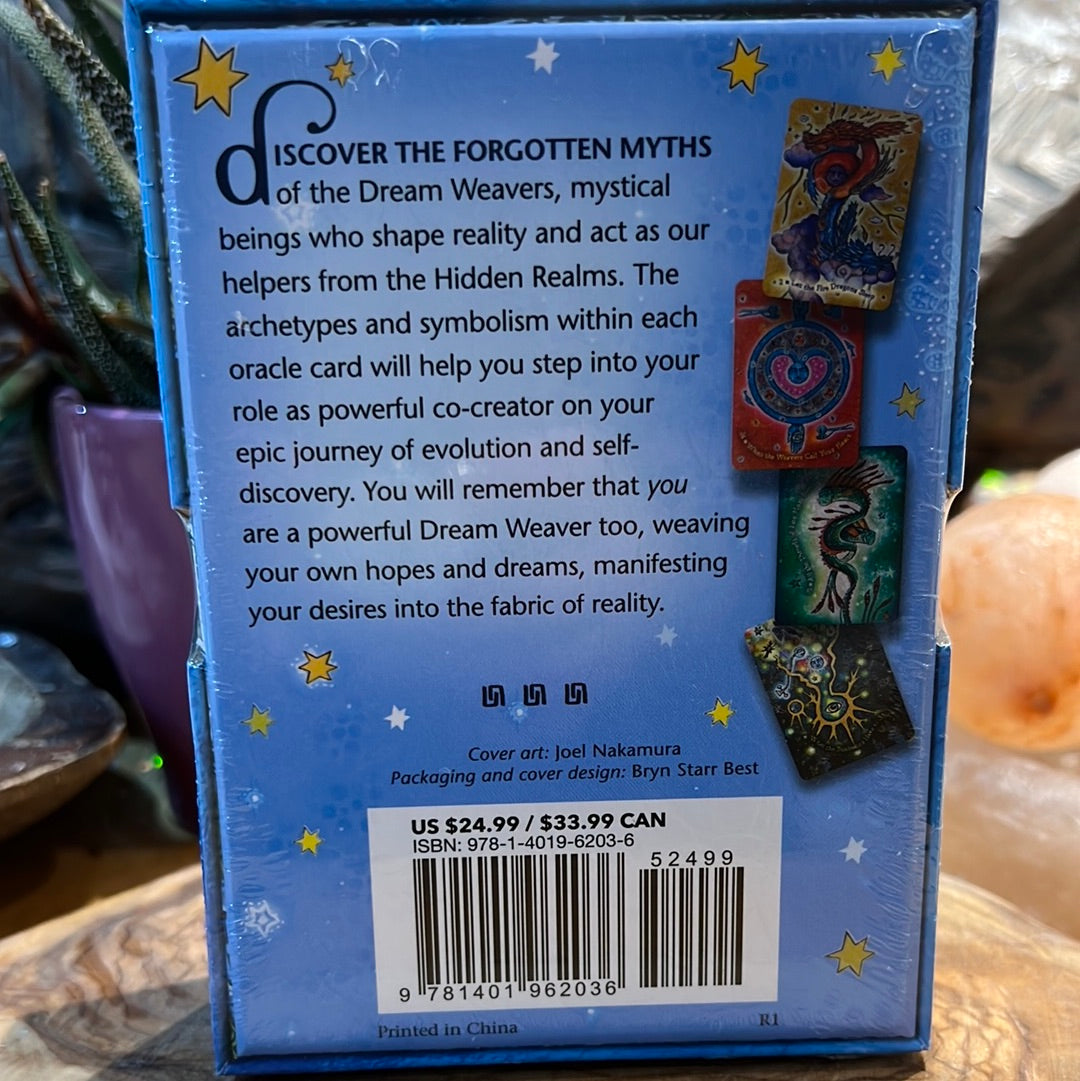 dISCOVER THE FORGOTTEN MYTHS
of the Dream Weavers, mystical
beings who shape reality and act as our
helpers from the Hidden Realms. The
archetypes and symbolism within each
oracle card will help you step into your
role as powerful co-creator on your
epic journey of evolution and self-
discovery. You will remember that you
are a powerful Dream Weaver too, weaving
your own hopes and dreams, manifesting
your desires into the fabric of reality.
Let the Fire Dragons
Cover art: Joel Nakamura
Packaging and cover design: Bryn Starr Best
US $24.99 / $33.99 CAN
ISBN: 978-1-4019-6203-6
52499
9 781401 962036
Printed in China
R1